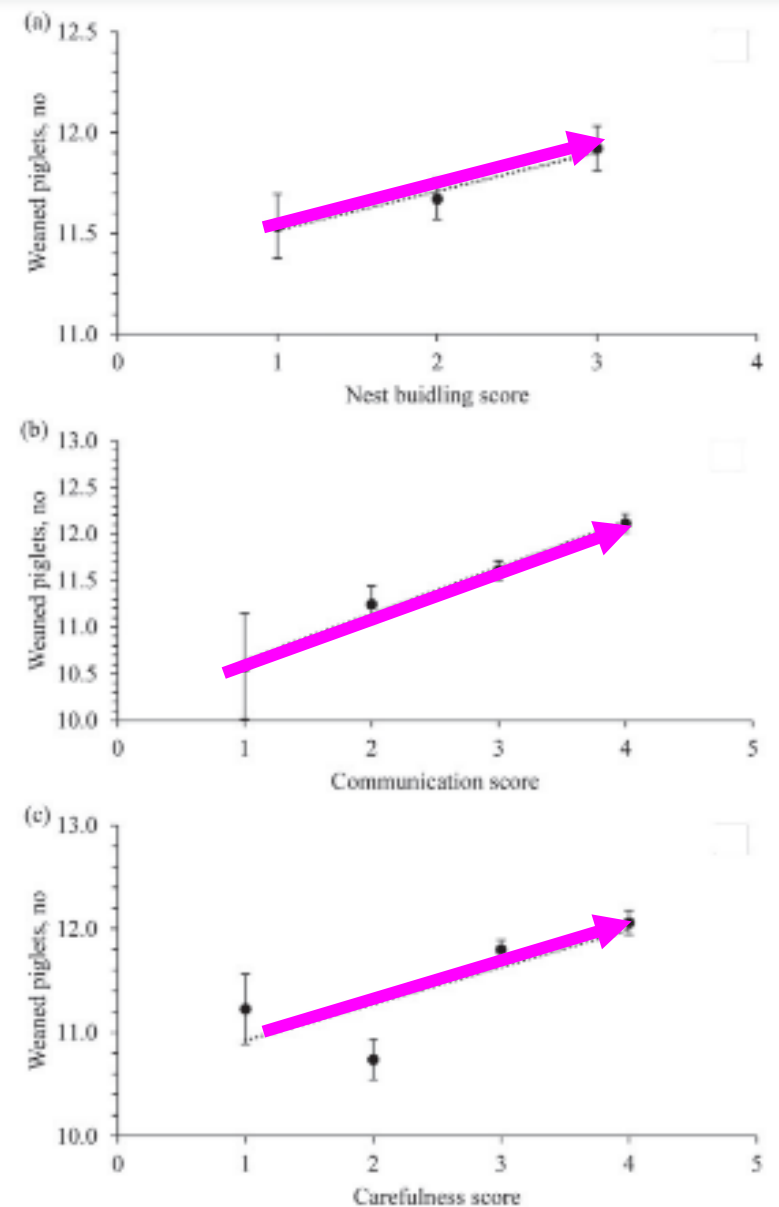 (a)
12.5
12.0
11.5
11.0
Weaned piglets, no
0 1 2 3 4
Nest buidling score
(b)
13.0
12.5
12.0
11.5
11.0
10.5
10.0
Weaned piglets, no
0 1 2 3 4 5
Communication score
(c)
13.0
12.0
11.0
10.0
Weaned piglets, no
0 1 2 3 4 5
Carefulness score